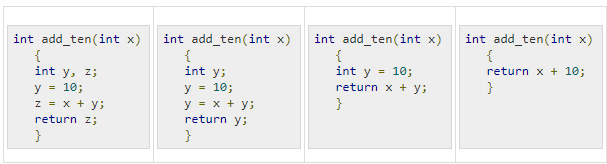 int add_ten(int x)
{
int y, z;
y = 10;
z = x + y;
return z;
}
int add_ten(int x)
{
int y;
y = 10;
y = x + y;
return y;
}
int add_ten(int x)
{
int y = 10;
return x + y;
}
int add_ten(int x)
{
return x + 10;
}